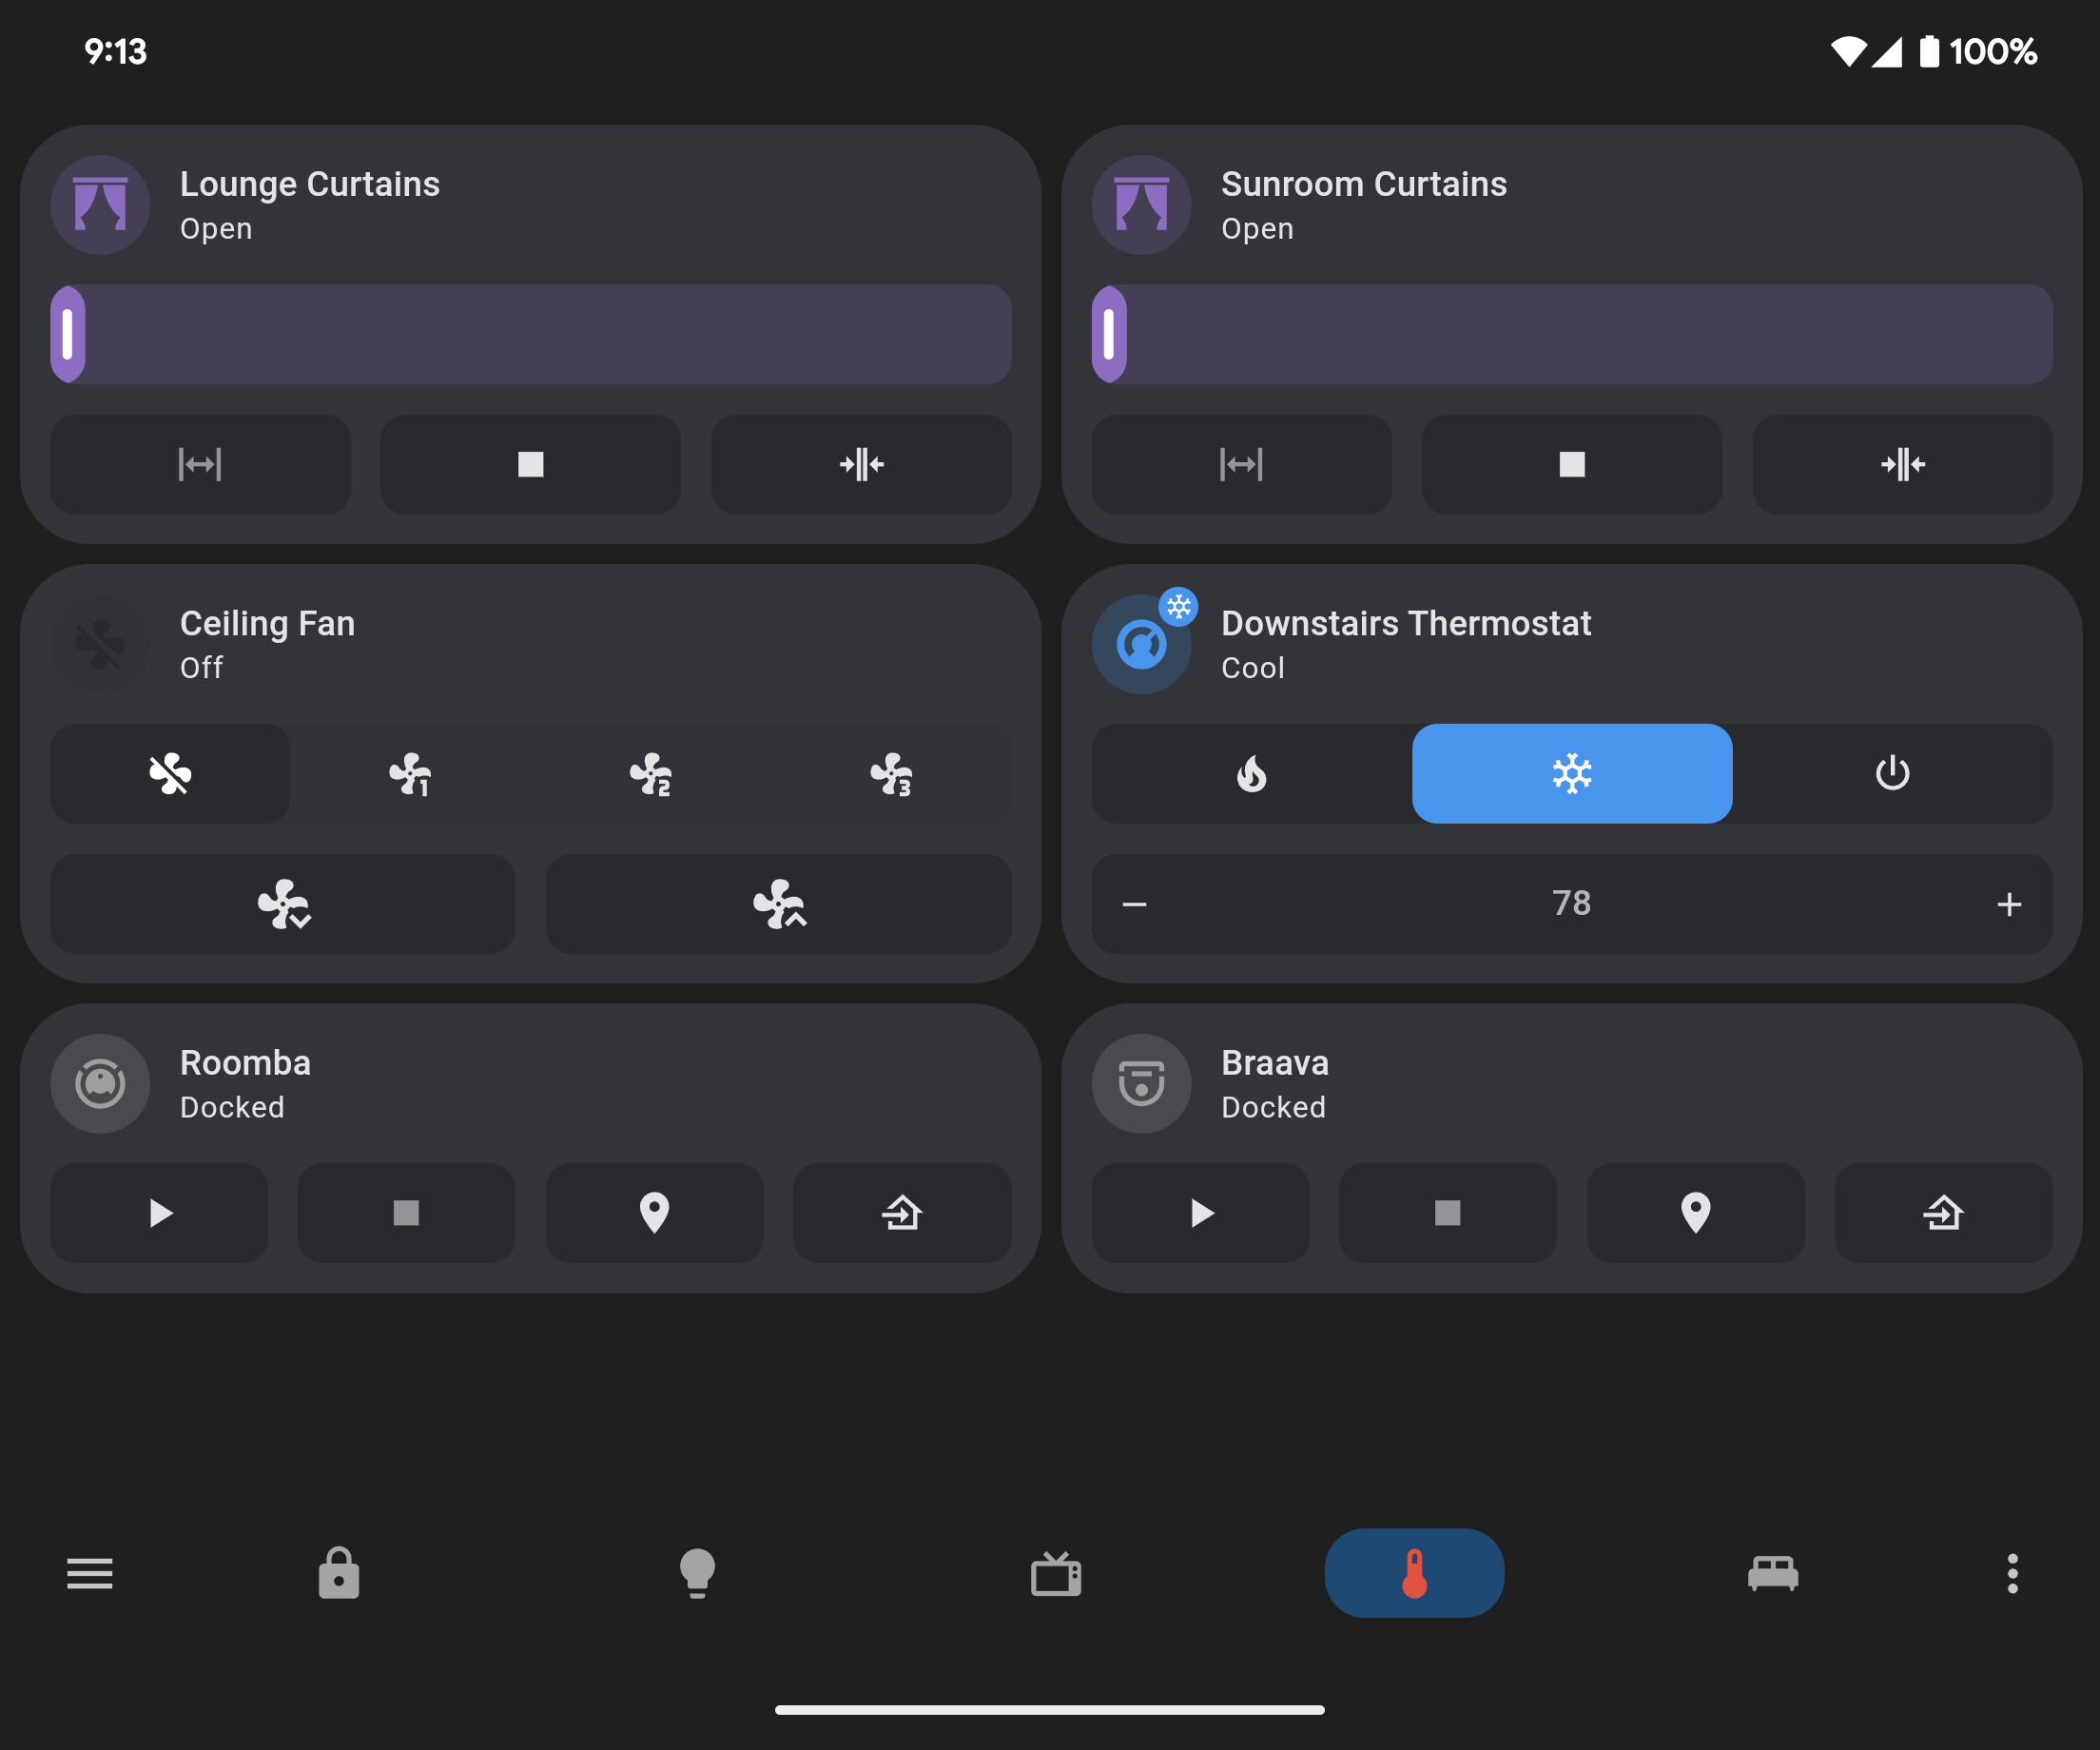 9:13
100%
Lounge Curtains
Open
Sunroom Curtains
Open
Ceiling Fan
Off
1
2
3
Downstairs Thermostat
Cool
78
Roomba
Docked
Braava
Docked